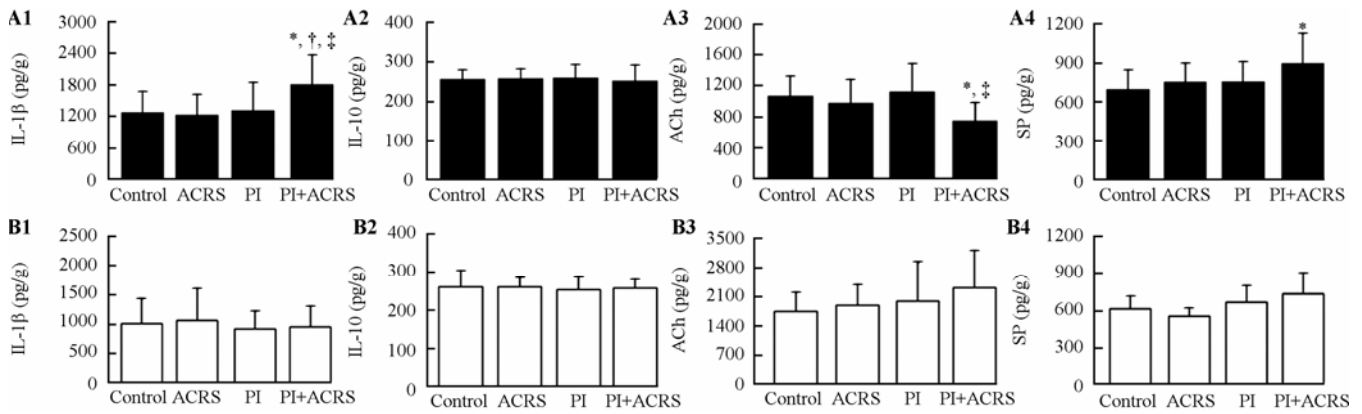 A1
IL-1β (pg/g)
3000
2400
1800
1200
600
0
*, †, ‡
Control ACRS PI PI+ACRS
A2
IL-10 (pg/g)
400
300
200
100
0
Control ACRS PI PI+ACRS
A3
ACh (pg/g)
2000
1600
1200
800
400
0
*, ‡
Control ACRS PI PI+ACRS
A4
SP (pg/g)
1200
900
600
300
0
*
Control ACRS PI PI+ACRS
B1
IL-1β (pg/g)
2500
2000
1500
1000
500
0
Control ACRS PI PI+ACRS
B2
IL-10 (pg/g)
400
300
200
100
0
Control ACRS PI PI+ACRS
B3
ACh (pg/g)
3500
2800
2100
1400
700
0
Control ACRS PI PI+ACRS
B4
SP (pg/g)
1200
900
600
300
0
Control ACRS PI PI+ACRS